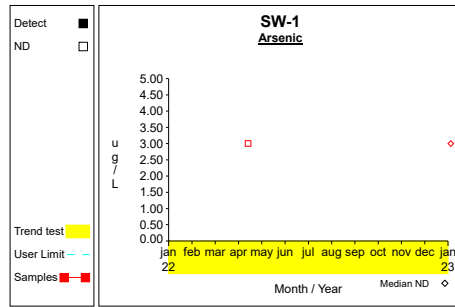 Detect
ND
Trend test
User Limit
Samples
SW-1
Arsenic
5.00
4.50
4.00
3.50
3.00
2.50
2.00
1.50
1.00
0.50
0.00
u
g
/
L
jan feb mar apr may jun jul aug sep oct nov dec jan
22 23
Month / Year
Median ND